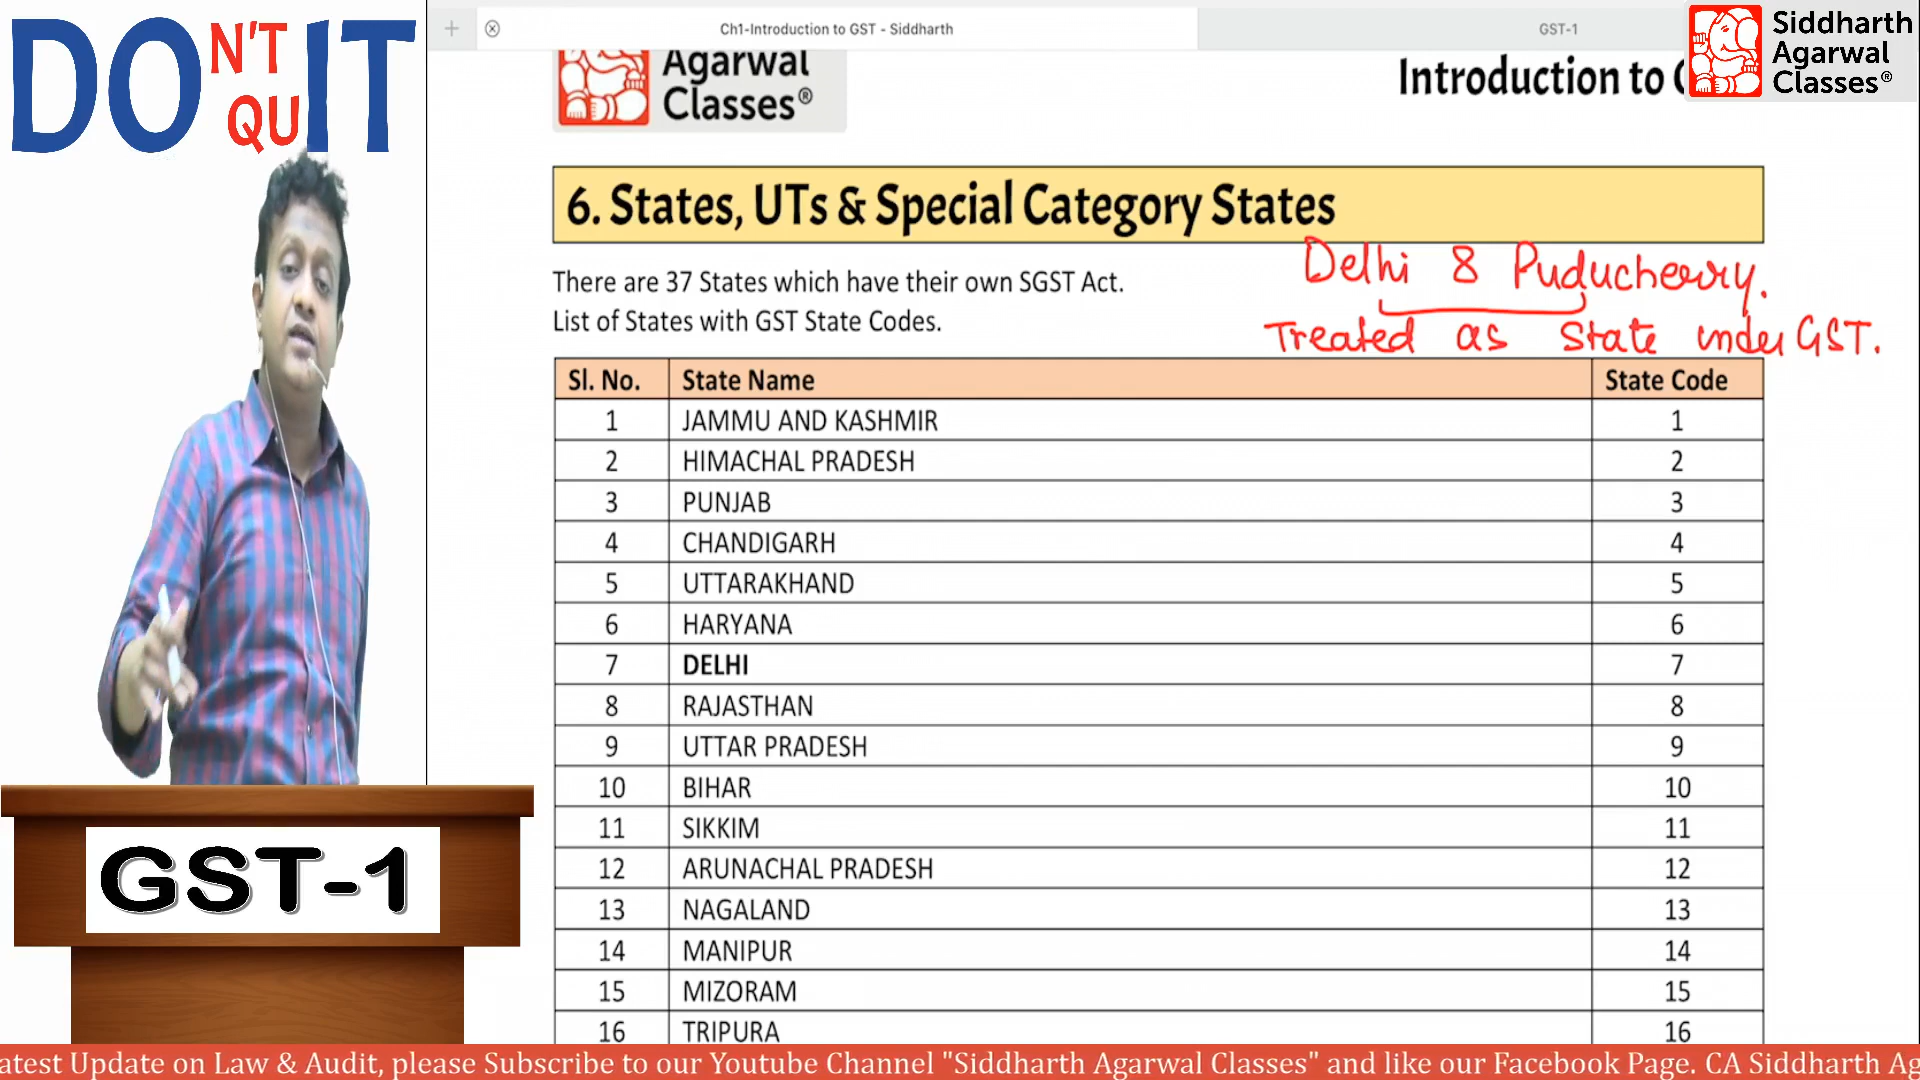 DON'T QUIT
Ch1-Introduction to GST - Siddharth
GST-1
Agarwal
Classes®
Introduction to
Siddharth
Agarwal
Classes®
6. States, UTs & Special Category States
Delhi & Puducherry.
There are 37 States which have their own SGST Act.
Treated as State under GST.
List of States with GST State Codes.
Sl. No. State Name State Code
1 JAMMU AND KASHMIR 1
2 HIMACHAL PRADESH 2
3 PUNJAB 3
4 CHANDIGARH 4
5 UTTARAKHAND 5
6 HARYANA 6
7 DELHI 7
8 RAJASTHAN 8
9 UTTAR PRADESH 9
10 BIHAR 10
11 SIKKIM 11
12 ARUNACHAL PRADESH 12
13 NAGALAND 13
14 MANIPUR 14
15 MIZORAM 15
16 TRIPURA 16
GST-1
atest Update on Law & Audit, please Subscribe to our Youtube Channel "Siddharth Agarwal Classes" and like our Facebook Page. CA Siddharth Ag